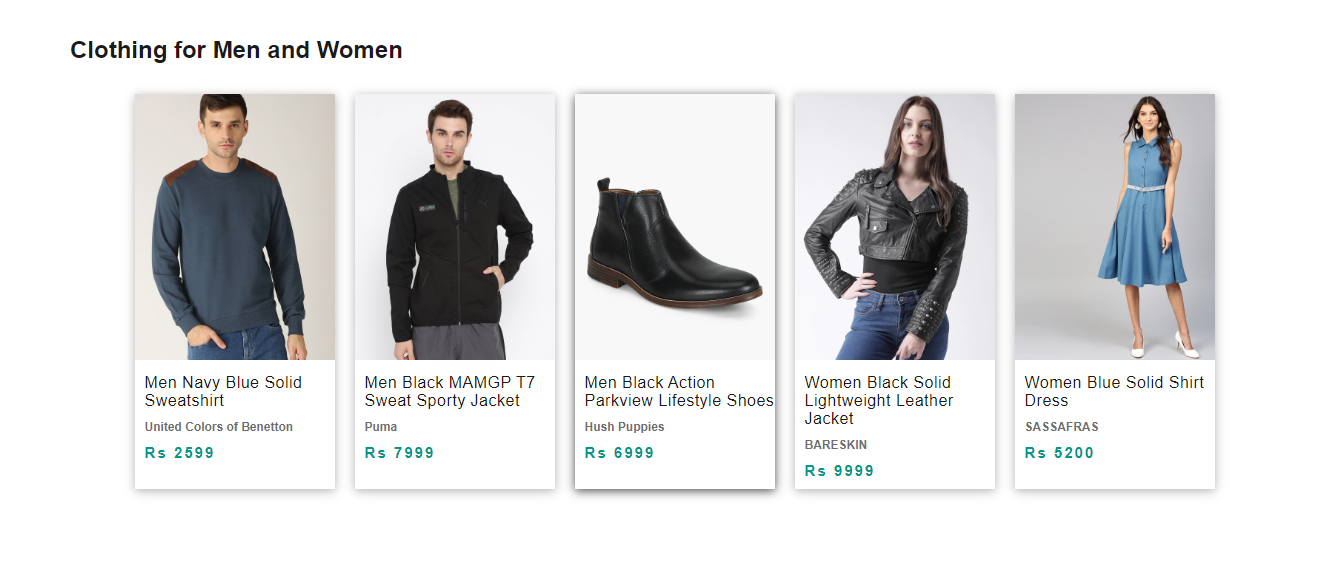 Clothing for Men and Women
Men Navy Blue Solid
Sweatshirt
United Colors of Benetton
Rs 2599
Men Black MAMGP T7
Sweat Sporty Jacket
Puma
Rs 7999
Men Black Action
Parkview Lifestyle Shoes
Hush Puppies
Rs 6999
Women Black Solid
Lightweight Leather
Jacket
BARESKIN
Rs 9999
Women Blue Solid Shirt
Dress
SASSAFRAS
Rs 5200